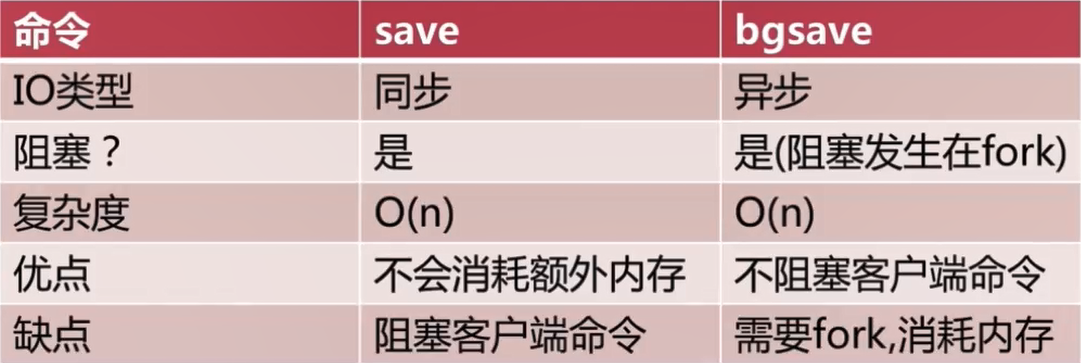 命令 save bgsave
IO类型 同步 异步
阻塞？ 是 是(阻塞发生在fork)
复杂度 O(n) O(n)
优点 不会消耗额外内存 不阻塞客户端命令
缺点 阻塞客户端命令 需要fork,消耗内存